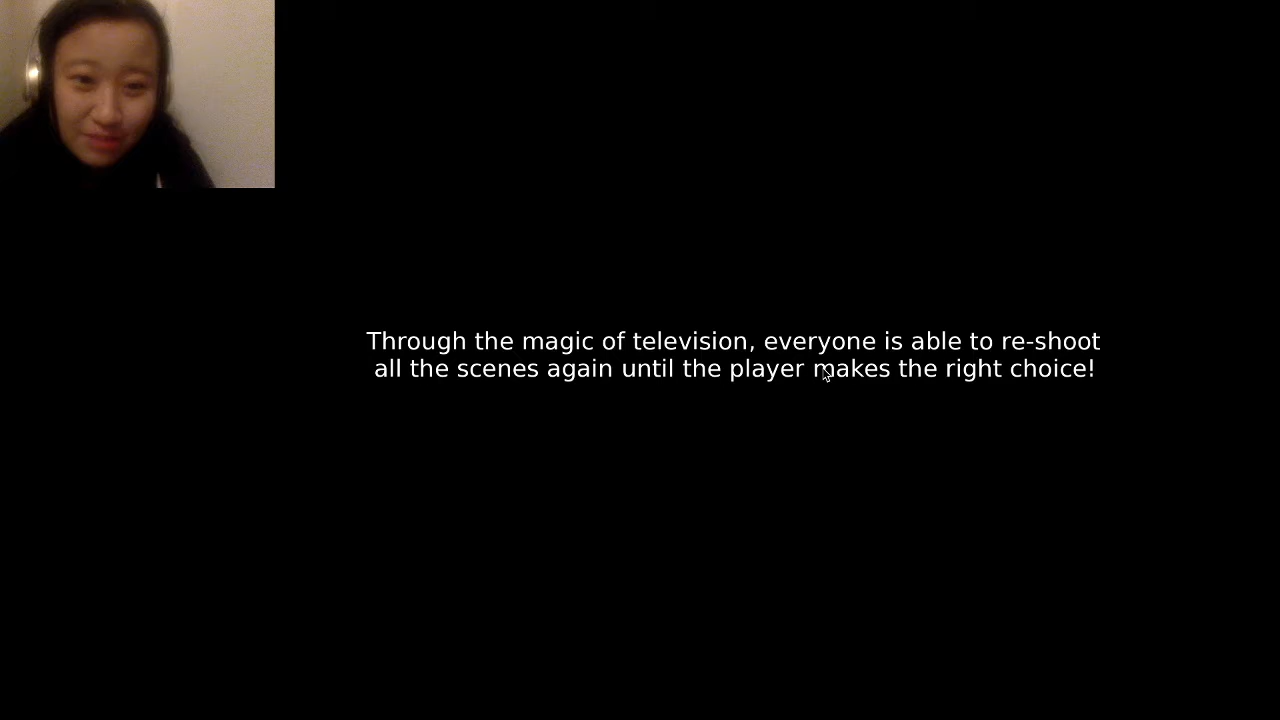 Through the magic of television, everyone is able to re-shoot
all the scenes again until the player makes the right choice!